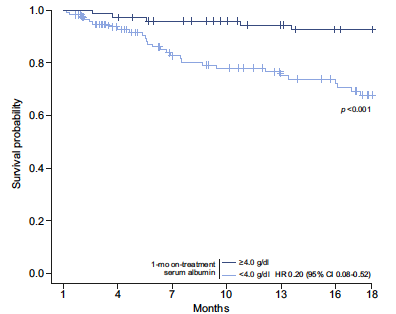 1.0
0.8
0.6
0.4
0.2
0.0
Survival probability
p<0.001
1-mo on-treatment serum albumin
≥4.0 g/dl
<4.0 g/dl HR 0.20 (95% CI 0.08-0.52)
1 4 7 10 13 16 18
Months